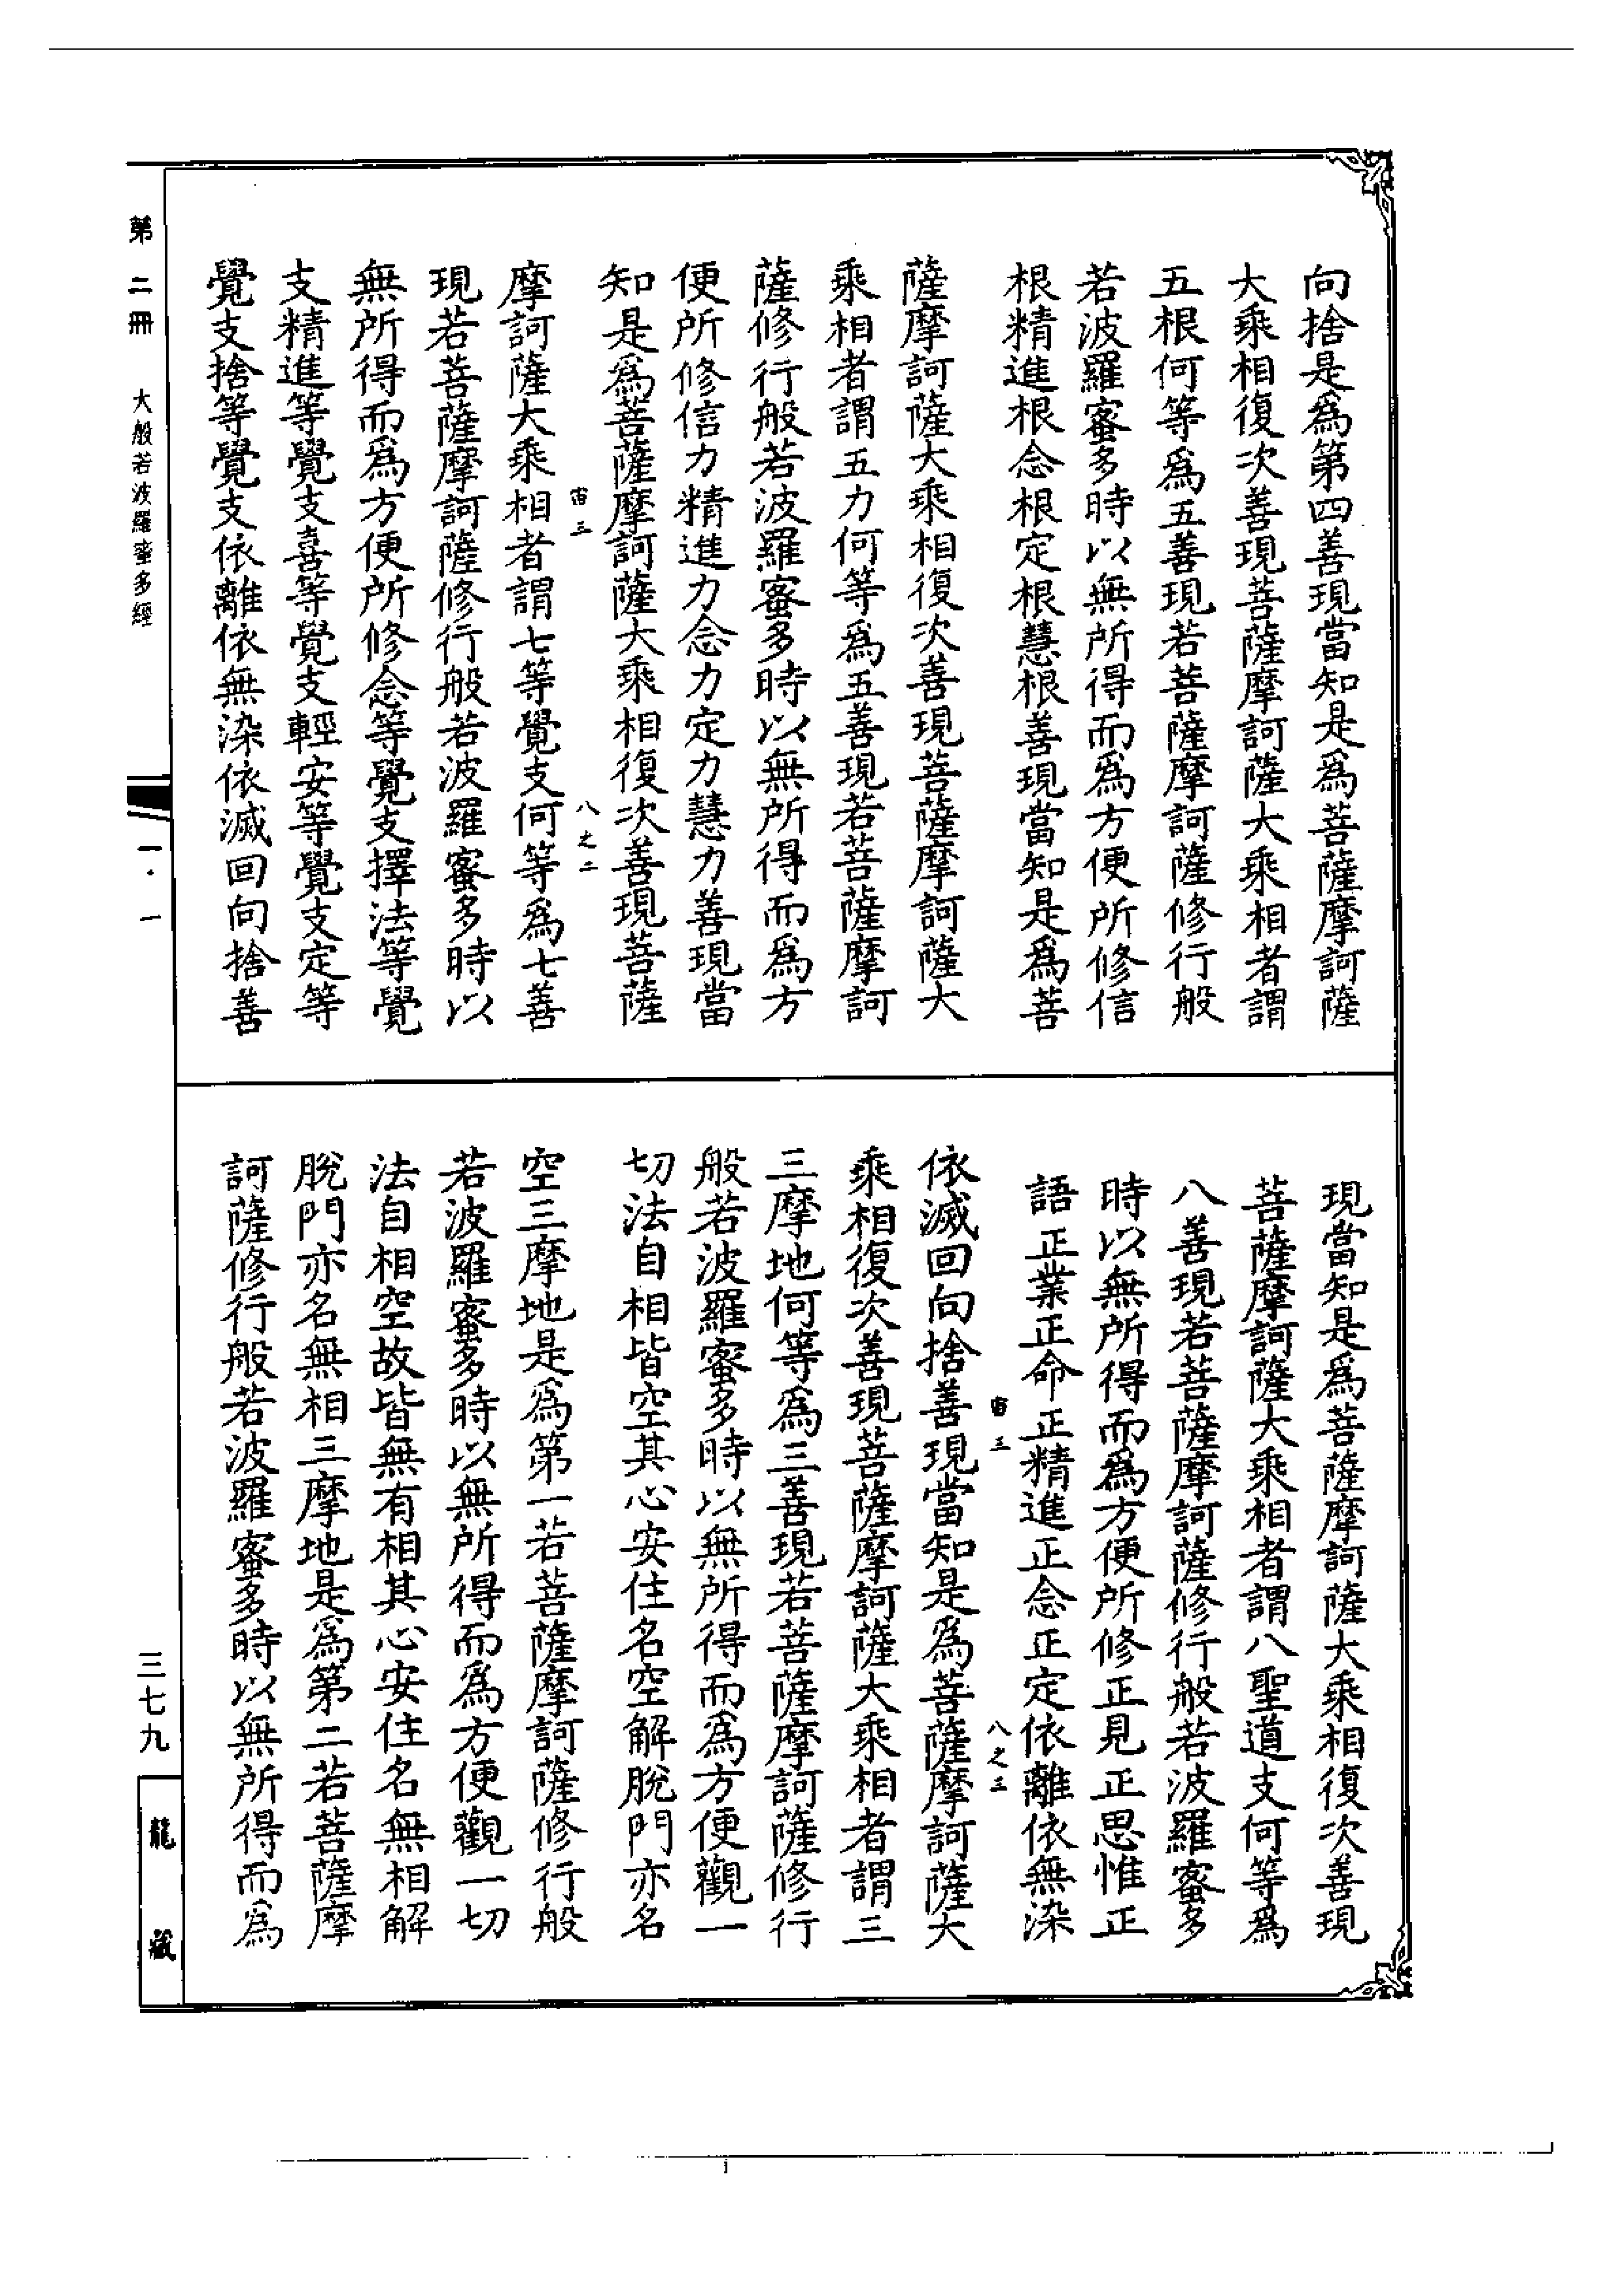 向捨是爲第四善現當知是爲菩薩摩訶薩
大乘相復次善現菩薩摩訶薩大乘相者謂
五根何等爲五善現若菩薩摩訶薩修行般
若波羅蜜多時以無所得而爲方便所修信
根精進根念根定根慧根善現當知是爲菩
薩摩訶薩大乘相復次善現菩薩摩訶薩大
乘相者謂五力何等爲五善現若菩薩摩訶
薩修行般若波羅蜜多時以無所得而爲方
便所修信力精進力念力定力慧力善現當
知是爲菩薩摩訶薩大乘相復次善現菩薩
宙三 八之二
摩訶薩大乘相者謂七等覺支何等爲七善
現若菩薩摩訶薩修行般若波羅蜜多時以
無所得而爲方便所修念等覺支擇法等覺
支精進等覺支喜等覺支輕安等覺支定等
覺支捨等覺支依離依無染依滅回向捨善
現當知是爲菩薩摩訶薩大乘相復次善現
菩薩摩訶薩大乘相者謂八聖道支何等爲
八善現若菩薩摩訶薩修行般若波羅蜜多
時以無所得而爲方便所修正見正思惟正
語正業正命正精進正念正定依離依無染
宙三 八之三
依滅回向捨善現當知是爲菩薩摩訶薩大
乘相復次善現菩薩摩訶薩大乘相者謂三
三摩地何等爲三善現若菩薩摩訶薩修行
般若波羅蜜多時以無所得而爲方便觀一
切法自相皆空其心安住名空解脫門亦名
空三摩地是爲第一若菩薩摩訶薩修行般
若波羅蜜多時以無所得而爲方便觀一切
法自相空故皆無有相其心安住名無相解
脫門亦名無相三摩地是爲第二若菩薩摩
訶薩修行般若波羅蜜多時以無所得而爲
第二冊 大般若波羅蜜多經 一·一 三七九 龍藏